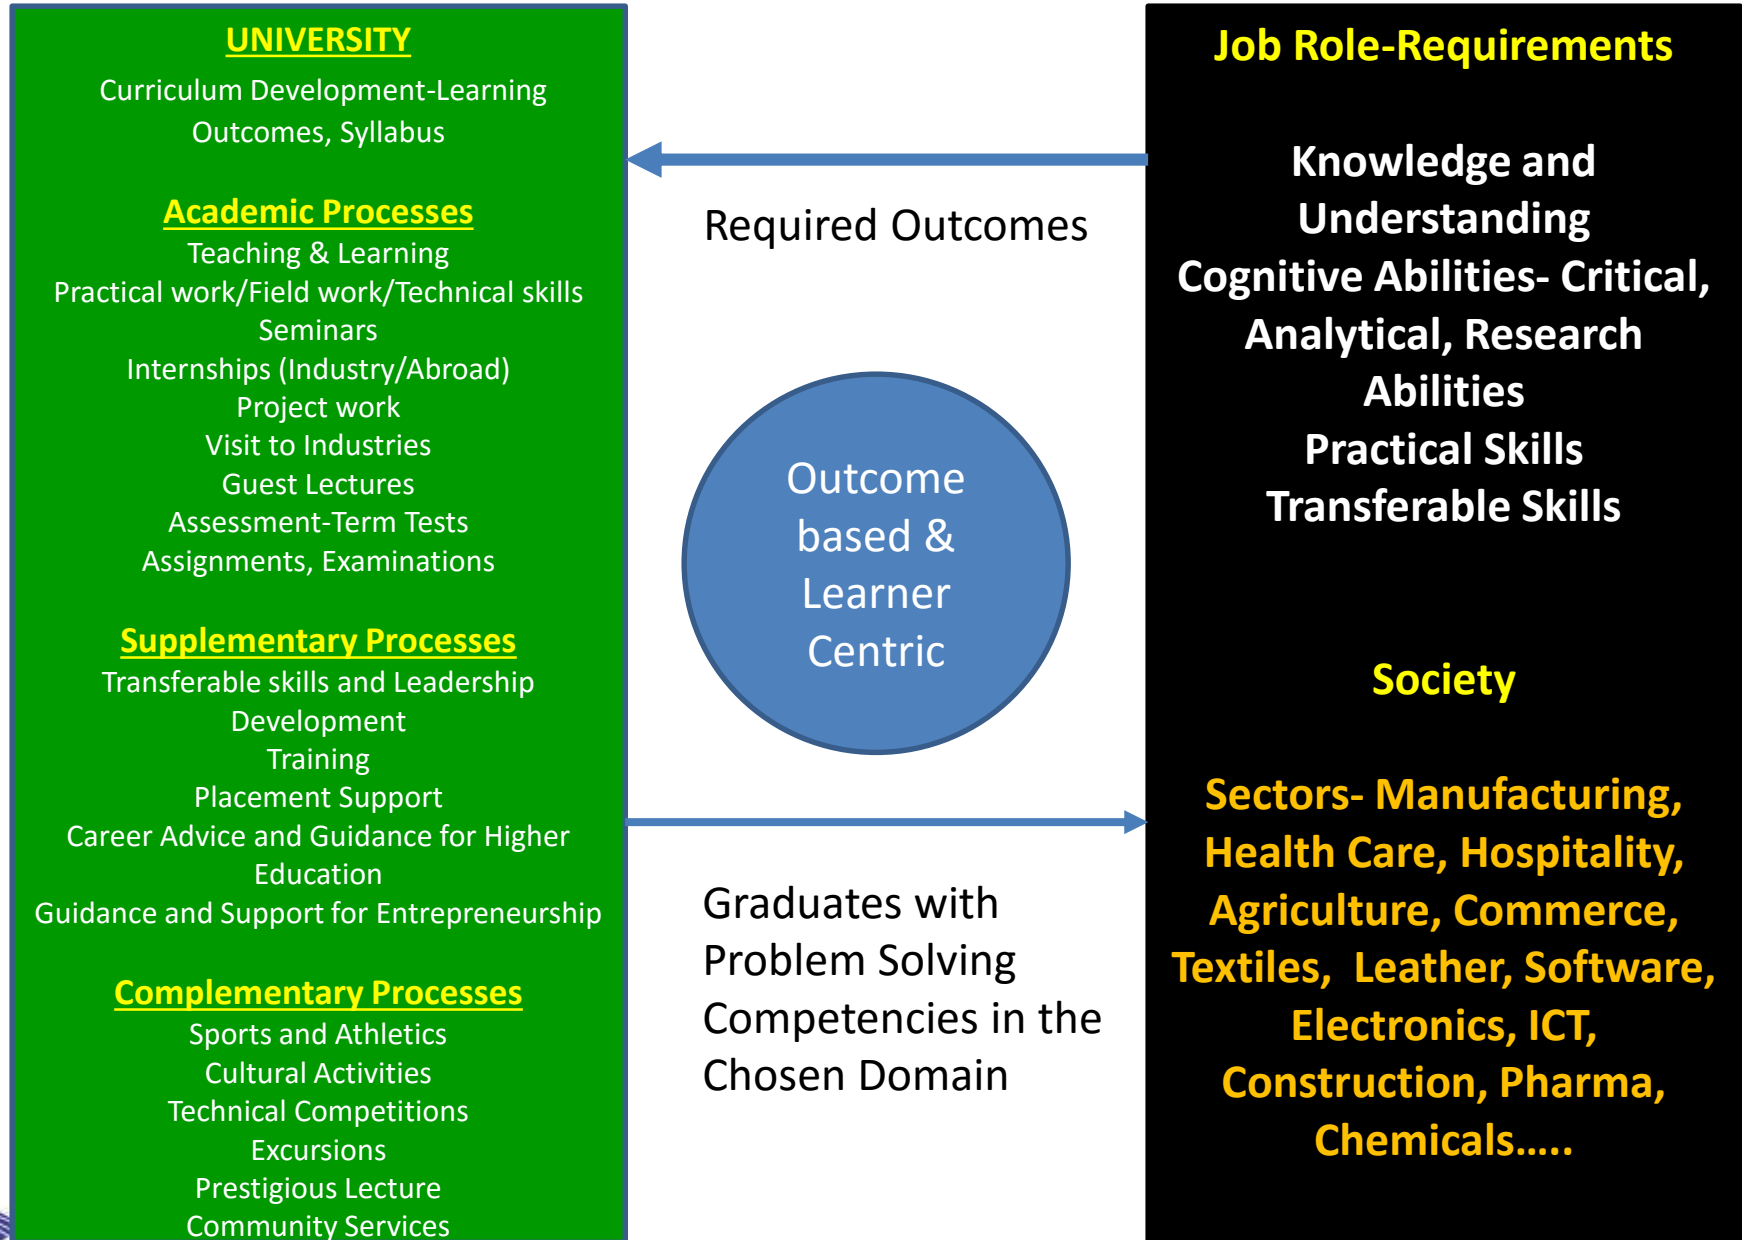 UNIVERSITY
Curriculum Development-Learning
Outcomes, Syllabus
Academic Processes
Teaching & Learning
Practical work/Field work/Technical skills
Seminars
Internships (Industry/Abroad)
Project work
Visit to Industries
Guest Lectures
Assessment-Term Tests
Assignments, Examinations
Supplementary Processes
Transferable skills and Leadership
Development
Training
Placement Support
Career Advice and Guidance for Higher
Education
Guidance and Support for Entrepreneurship
Complementary Processes
Sports and Athletics
Cultural Activities
Technical Competitions
Excursions
Prestigious Lecture
Community Services
Required Outcomes
Outcome
based &
Learner
Centric
Graduates with
Problem Solving
Competencies in the
Chosen Domain
Job Role-Requirements
Knowledge and
Understanding
Cognitive Abilities- Critical,
Analytical, Research
Abilities
Practical Skills
Transferable Skills
Society
Sectors- Manufacturing,
Health Care, Hospitality,
Agriculture, Commerce,
Textiles,  Leather, Software,
Electronics, ICT,
Construction, Pharma,
Chemicals…..